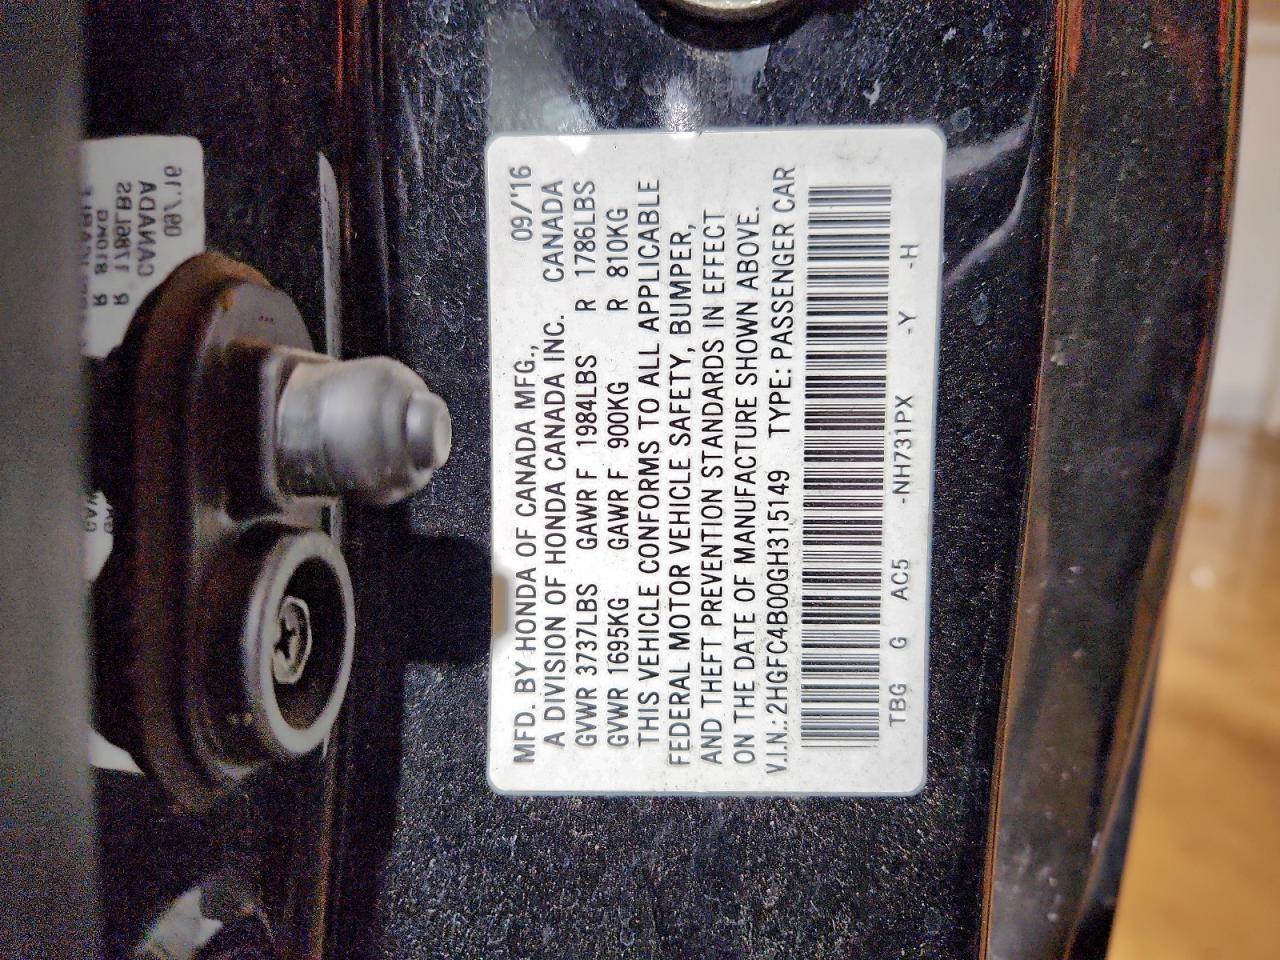 MFD. BY HONDA OF CANADA MFG., 09/16
A DIVISION OF HONDA CANADA INC. CANADA
GVWR 3737LBS GAWR F 1984LBS R 1786LBS
GVWR 1695KG GAWR F 900KG R 810KG
THIS VEHICLE CONFORMS TO ALL APPLICABLE
FEDERAL MOTOR VEHICLE SAFETY, BUMPER,
AND THEFT PREVENTION STANDARDS IN EFFECT
ON THE DATE OF MANUFACTURE SHOWN ABOVE.
V.I.N.: 2HGFC4B00GH315149 TYPE: PASSENGER CAR
TBG G AC5 -NH731PX -Y -H